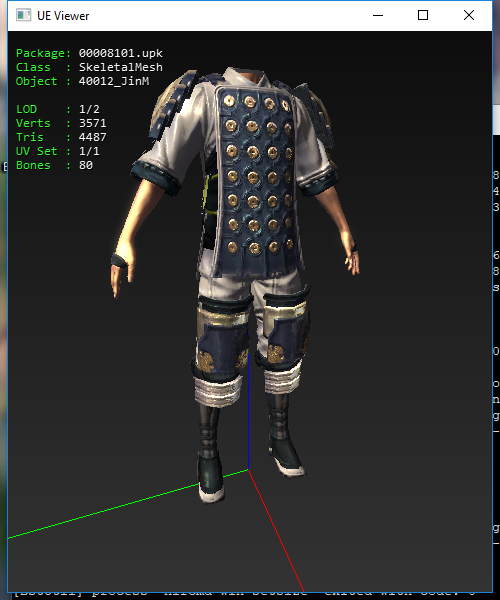 UE Viewer
Package: 00008101.upk
Class : SkeletalMesh
Object : 40012_JinM
LOD : 1/2
Verts : 3571
Tris : 4487
UV Set : 1/1
Bones : 80